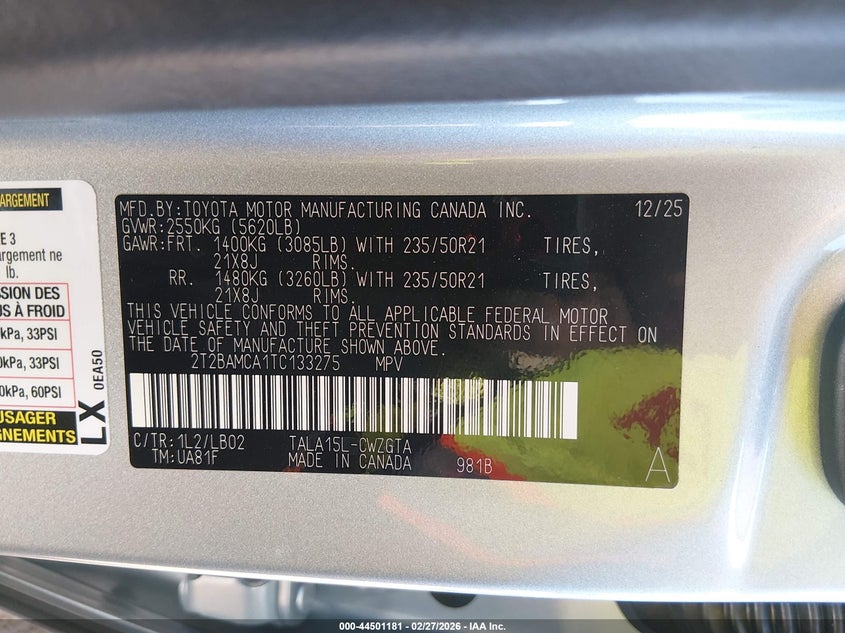 ARGEMENT
E 3
argement ne
lb.
SSION DES
US À FROID
kPa, 33PSI
0kPa, 33PSI
0kPa, 60PSI
USAGER
IGNEMENTS
LX
0EA50
MFD.BY:TOYOTA MOTOR MANUFACTURING CANADA INC. 12/25
GVWR:2550KG (5620LB)
GAWR:FRT. 1400KG (3085LB) WITH 235/50R21 TIRES,
21X8J RIMS.
RR. 1480KG (3260LB) WITH 235/50R21 TIRES,
21X8J RIMS.
THIS VEHICLE CONFORMS TO ALL APPLICABLE FEDERAL MOTOR
VEHICLE SAFETY AND THEFT PREVENTION STANDARDS IN EFFECT ON
THE DATE OF MANUFACTURE SHOWN ABOVE.
2T2BAMCA1TC133275 MPV
C/TR:1L2/LB02 TALA15L-CWZGTA
TM:UA81F MADE IN CANADA 981B
A
000-44501181 - 02/27/2026 - IAA Inc.